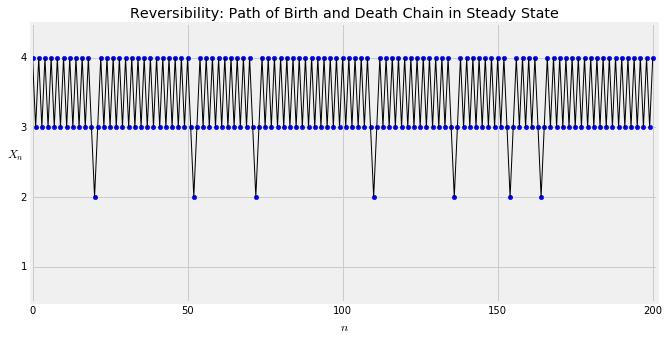 Reversibility: Path of Birth and Death Chain in Steady State
4
3
X_n
2
1
0 50 100 150 200
n